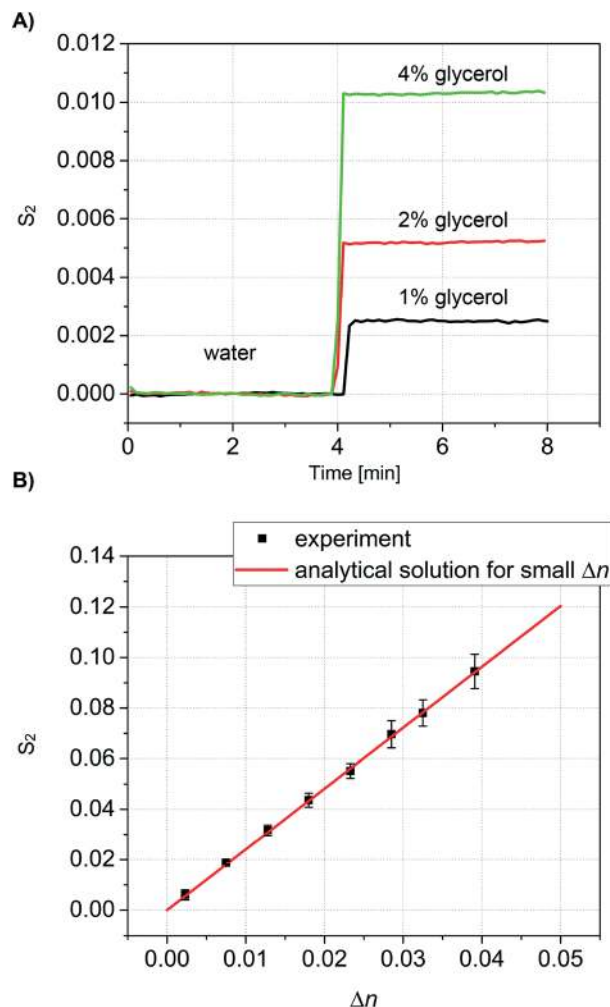 A)
0.012
4% glycerol
0.010
0.008
S₂
0.006
2% glycerol
0.004
1% glycerol
0.002
water
0.000
0 2 4 6 8
Time [min]
B)
experiment
analytical solution for small Δn
0.14
0.12
0.10
0.08
S₂
0.06
0.04
0.02
0.00
0.00 0.01 0.02 0.03 0.04 0.05
Δn